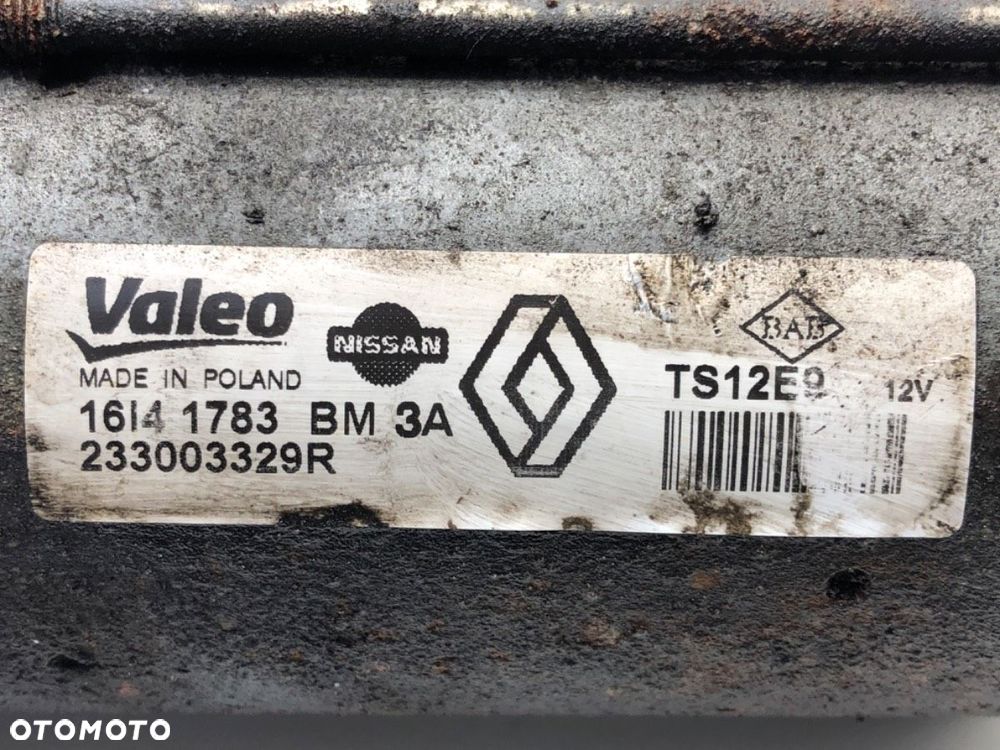 Valeo
NISSAN
BAB
MADE IN POLAND
TS12E9 12V
16I4 1783 BM 3A
233003329R
OTOMOTO